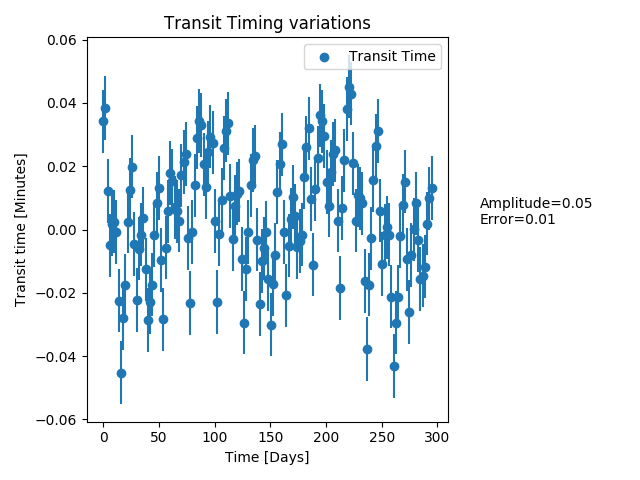 Transit Timing variations
Transit Time
Transit time [Minutes]
0.06
0.04
0.02
0.00
−0.02
−0.04
−0.06
Amplitude=0.05
Error=0.01
0 50 100 150 200 250 300
Time [Days]